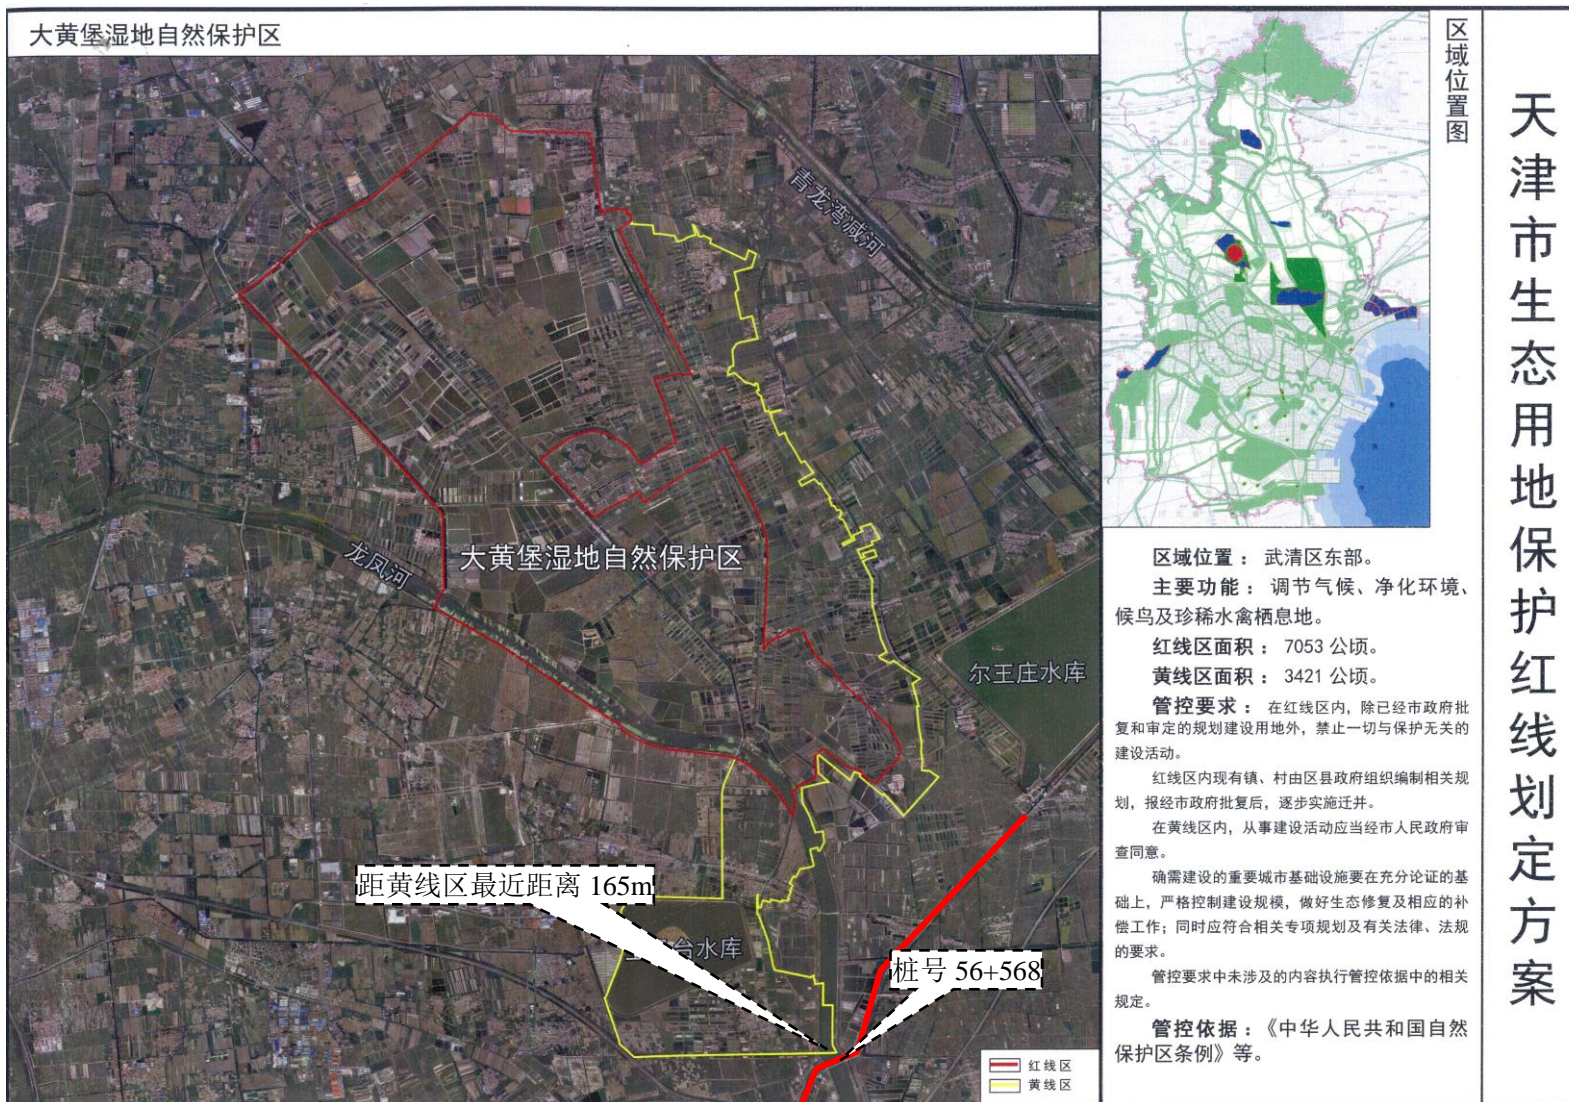 大黄堡湿地自然保护区
区域位置图
天津市生态用地保护红线划定方案
青龙湾减河
龙凤河
大黄堡湿地自然保护区
尔王庄水库
距黄线区最近距离 165m
台水库
桩号 56+568
红线区
黄线区
区域位置：武清区东部。
主要功能：调节气候、净化环境、
候鸟及珍稀水禽栖息地。
红线区面积：7053 公顷。
黄线区面积：3421 公顷。
管控要求：在红线区内，除已经市政府批
复和审定的规划建设用地外，禁止一切与保护无关的
建设活动。
红线区内现有镇、村由区县政府组织编制相关规
划，报经市政府批复后，逐步实施迁并。
在黄线区内，从事建设活动应当经市人民政府审
查同意。
确需建设的重要城市基础设施要在充分论证的基
础上，严格控制建设规模，做好生态修复及相应的补
偿工作；同时应符合相关专项规划及有关法律、法规
的要求。
管控要求中未涉及的内容执行管控依据中的相关
规定。
管控依据：《中华人民共和国自然
保护区条例》等。